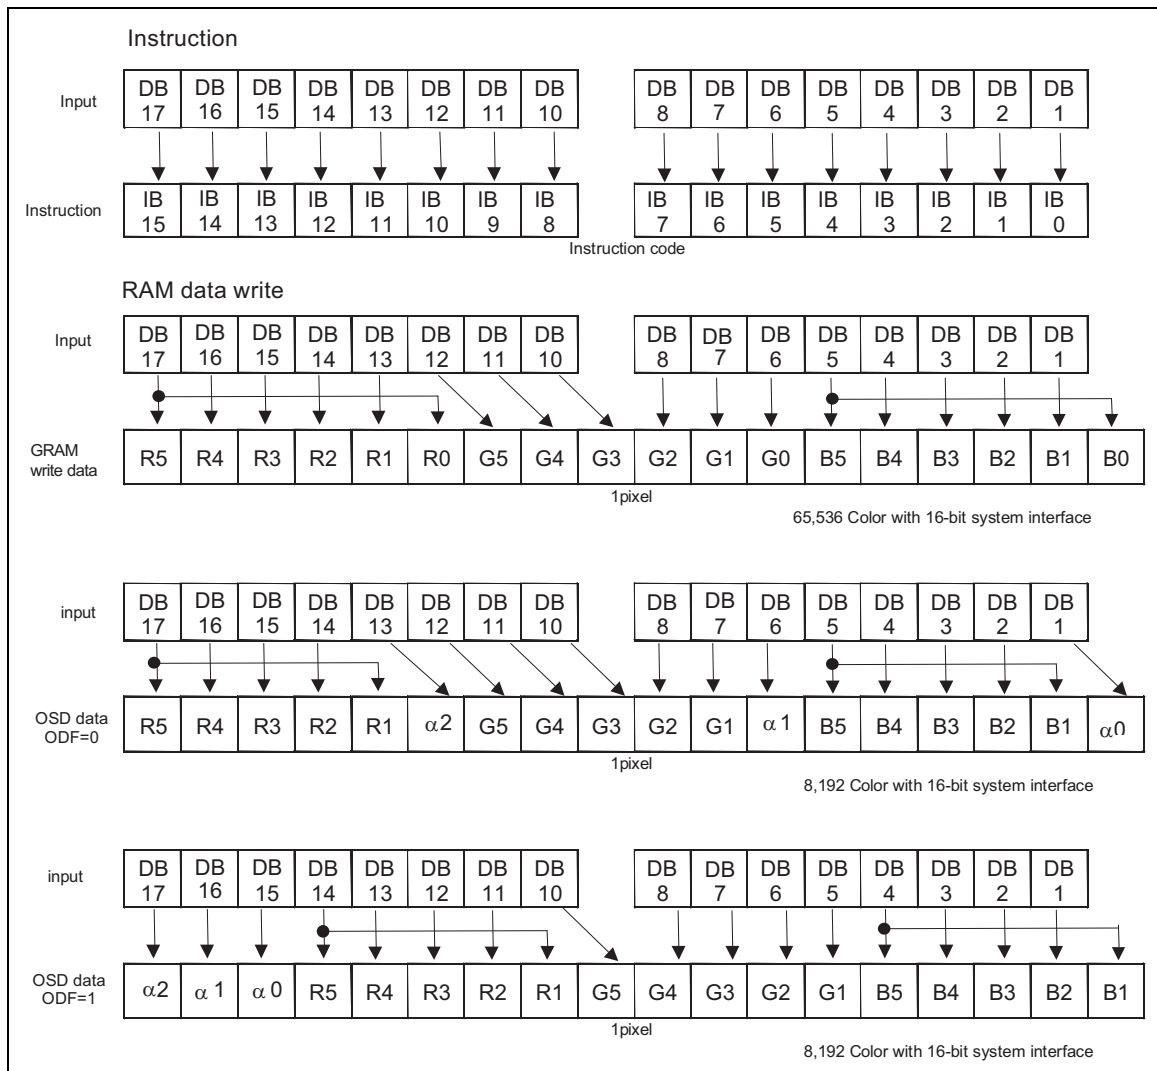 Instruction
Input DB 17 DB 16 DB 15 DB 14 DB 13 DB 12 DB 11 DB 10 DB 8 DB 7 DB 6 DB 5 DB 4 DB 3 DB 2 DB 1
Instruction IB 15 IB 14 IB 13 IB 12 IB 11 IB 10 IB 9 IB 8 IB 7 IB 6 IB 5 IB 4 IB 3 IB 2 IB 1 IB 0
Instruction code
RAM data write
Input DB 17 DB 16 DB 15 DB 14 DB 13 DB 12 DB 11 DB 10 DB 8 DB 7 DB 6 DB 5 DB 4 DB 3 DB 2 DB 1
GRAM write data R5 R4 R3 R2 R1 R0 G5 G4 G3 G2 G1 G0 B5 B4 B3 B2 B1 B0
1pixel
65,536 Color with 16-bit system interface
input DB 17 DB 16 DB 15 DB 14 DB 13 DB 12 DB 11 DB 10 DB 8 DB 7 DB 6 DB 5 DB 4 DB 3 DB 2 DB 1
OSD data ODF=0 R5 R4 R3 R2 R1 α2 G5 G4 G3 G2 G1 α1 B5 B4 B3 B2 B1 α0
1pixel
8,192 Color with 16-bit system interface
input DB 17 DB 16 DB 15 DB 14 DB 13 DB 12 DB 11 DB 10 DB 8 DB 7 DB 6 DB 5 DB 4 DB 3 DB 2 DB 1
OSD data ODF=1 α2 α1 α0 R5 R4 R3 R2 R1 G5 G4 G3 G2 G1 B5 B4 B3 B2 B1
1pixel
8,192 Color with 16-bit system interface